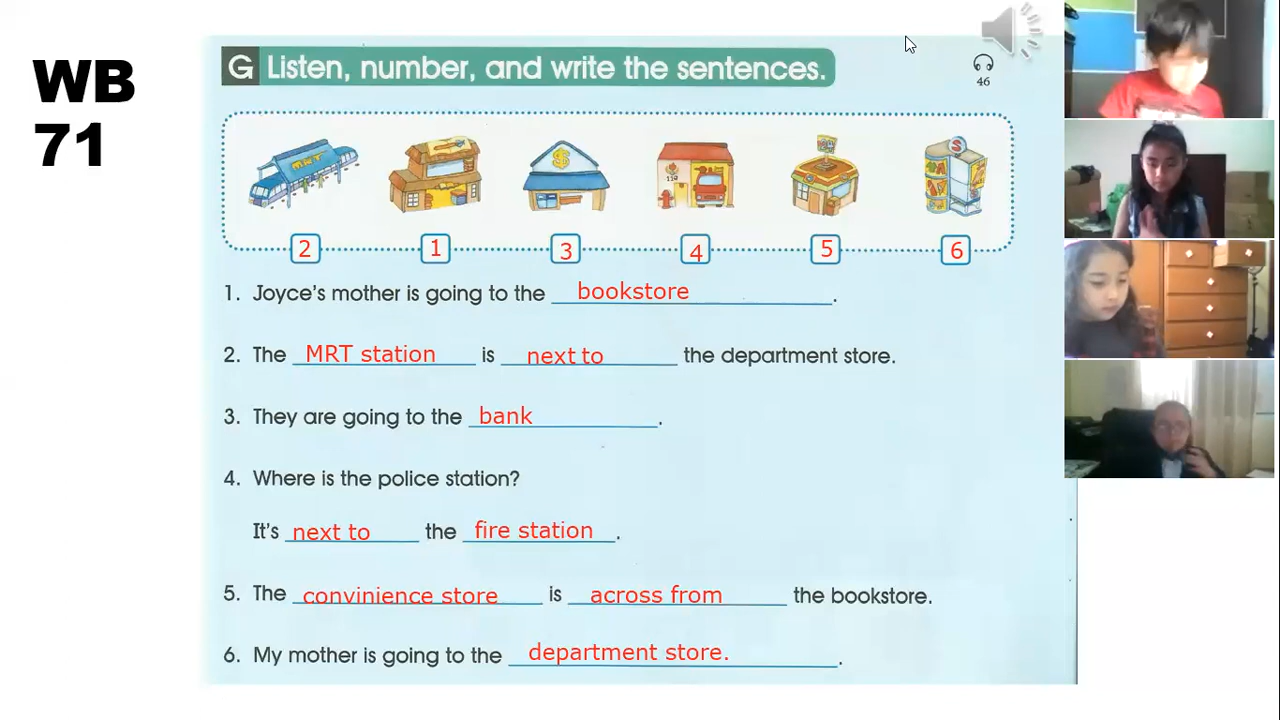 WB
71
G Listen, number, and write the sentences.
46
MRT
$
119
S
2 1 3 4 5 6
1. Joyce's mother is going to the bookstore.
2. The MRT station is next to the department store.
3. They are going to the bank.
4. Where is the police station?
It's next to the fire station.
5. The convinience store is across from the bookstore.
6. My mother is going to the department store. .